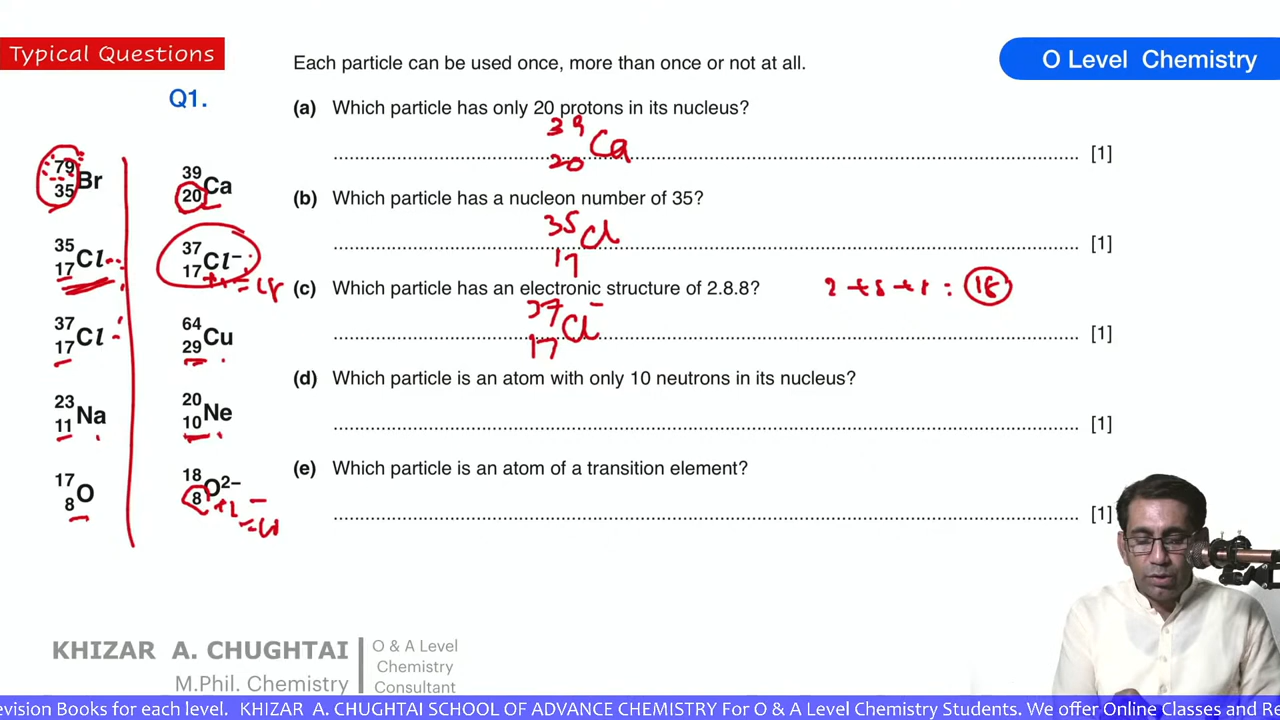 Typical Questions
O Level Chemistry
Q1.
Each particle can be used once, more than once or not at all.
(a) Which particle has only 20 protons in its nucleus?
39 20 Ca
[1]
(b) Which particle has a nucleon number of 35?
35 17 Cl
[1]
(c) Which particle has an electronic structure of 2.8.8?
2 + 8 + 8 = 18
37 17 Cl−
[1]
(d) Which particle is an atom with only 10 neutrons in its nucleus?
[1]
(e) Which particle is an atom of a transition element?
[1]
79 35 Br
39 20 Ca
35 17 Cl
37 17 Cl−
+1 = 18
37 17 Cl
64 29 Cu
23 11 Na
20 10 Ne
17 8 O
18 8 O2−
+2
= 10
KHIZAR A. CHUGHTAI
M.Phil. Chemistry
O & A Level
Chemistry
Consultant
evision Books for each level. KHIZAR A. CHUGHTAI SCHOOL OF ADVANCE CHEMISTRY For O & A Level Chemistry Students. We offer Online Classes and Re